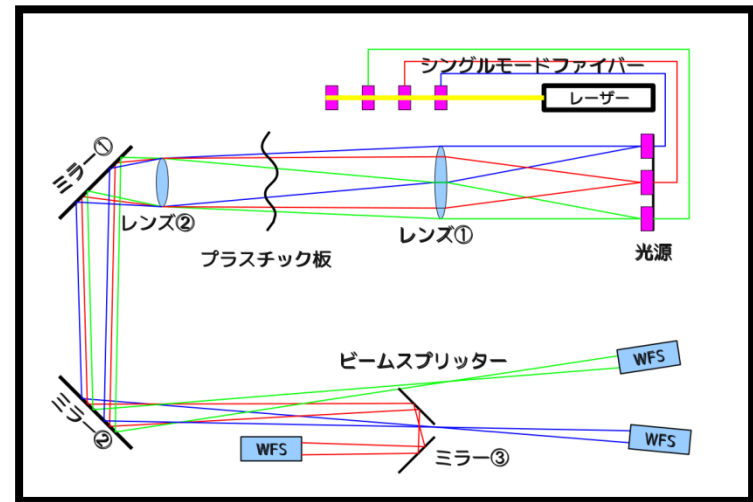 シングルモードファイバー
レーザー
ミラー①
レンズ②
レンズ①
プラスチック板
光源
ビームスプリッター
WFS
ミラー②
WFS
WFS
ミラー③